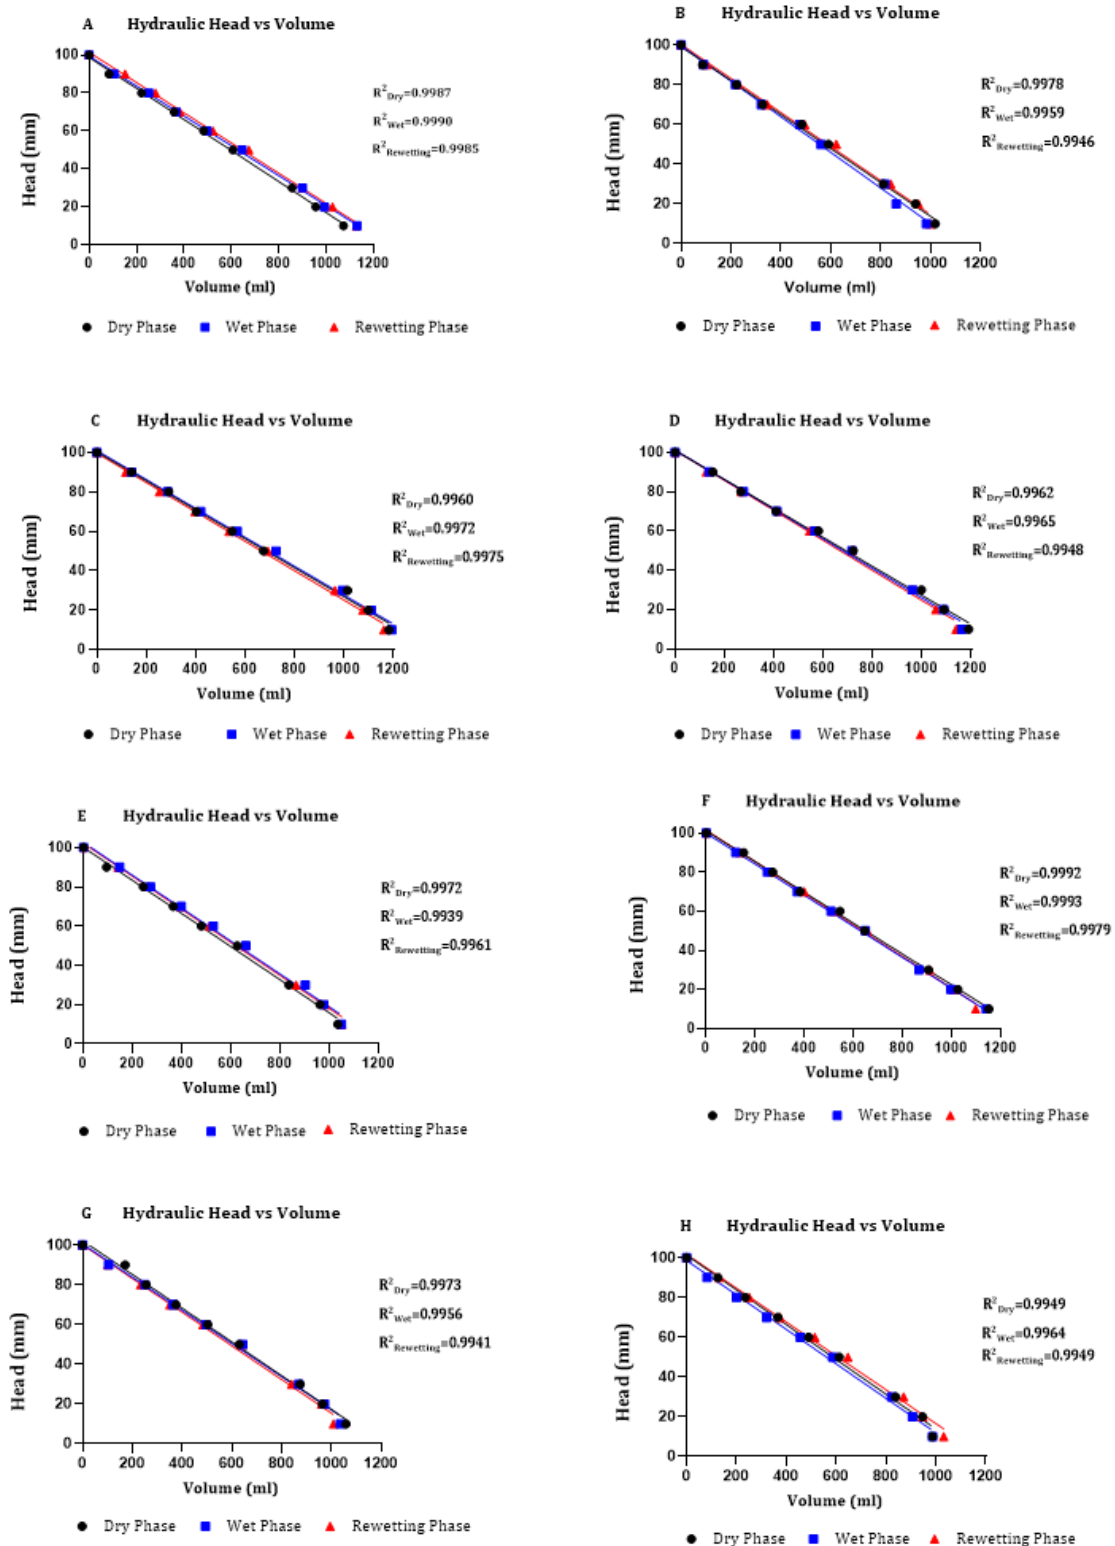 A Hydraulic Head vs Volume
100
80
60
40
20
0
Head (mm)
R²Dry=0.9987
R²Wet=0.9990
R²Rewetting=0.9985
0 200 400 600 800 1000 1200
Volume (ml)
Dry Phase Wet Phase Rewetting Phase
B Hydraulic Head vs Volume
100
80
60
40
20
0
Head (mm)
R²Dry=0.9978
R²Wet=0.9959
R²Rewetting=0.9946
0 200 400 600 800 1000 1200
Volume (ml)
Dry Phase Wet Phase Rewetting Phase
C Hydraulic Head vs Volume
100
80
60
40
20
0
Head (mm)
R²Dry=0.9960
R²Wet=0.9972
R²Rewetting=0.9975
0 200 400 600 800 1000 1200
Volume (ml)
Dry Phase Wet Phase Rewetting Phase
D Hydraulic Head vs Volume
100
80
60
40
20
0
Head (mm)
R²Dry=0.9962
R²Wet=0.9965
R²Rewetting=0.9948
0 200 400 600 800 1000 1200
Volume (ml)
Dry Phase Wet Phase Rewetting Phase
E Hydraulic Head vs Volume
100
80
60
40
20
0
Head (mm)
R²Dry=0.9972
R²Wet=0.9939
R²Rewetting=0.9961
0 200 400 600 800 1000 1200
Volume (ml)
Dry Phase Wet Phase Rewetting Phase
F Hydraulic Head vs Volume
100
80
60
40
20
0
Head (mm)
R²Dry=0.9992
R²Wet=0.9993
R²Rewetting=0.9979
0 200 400 600 800 1000 1200
Volume (ml)
Dry Phase Wet Phase Rewetting Phase
G Hydraulic Head vs Volume
100
80
60
40
20
0
Head (mm)
R²Dry=0.9973
R²Wet=0.9956
R²Rewetting=0.9941
0 200 400 600 800 1000 1200
Volume (ml)
Dry Phase Wet Phase Rewetting Phase
H Hydraulic Head vs Volume
100
80
60
40
20
0
Head (mm)
R²Dry=0.9949
R²Wet=0.9964
R²Rewetting=0.9949
0 200 400 600 800 1000 1200
Volume (ml)
Dry Phase Wet Phase Rewetting Phase